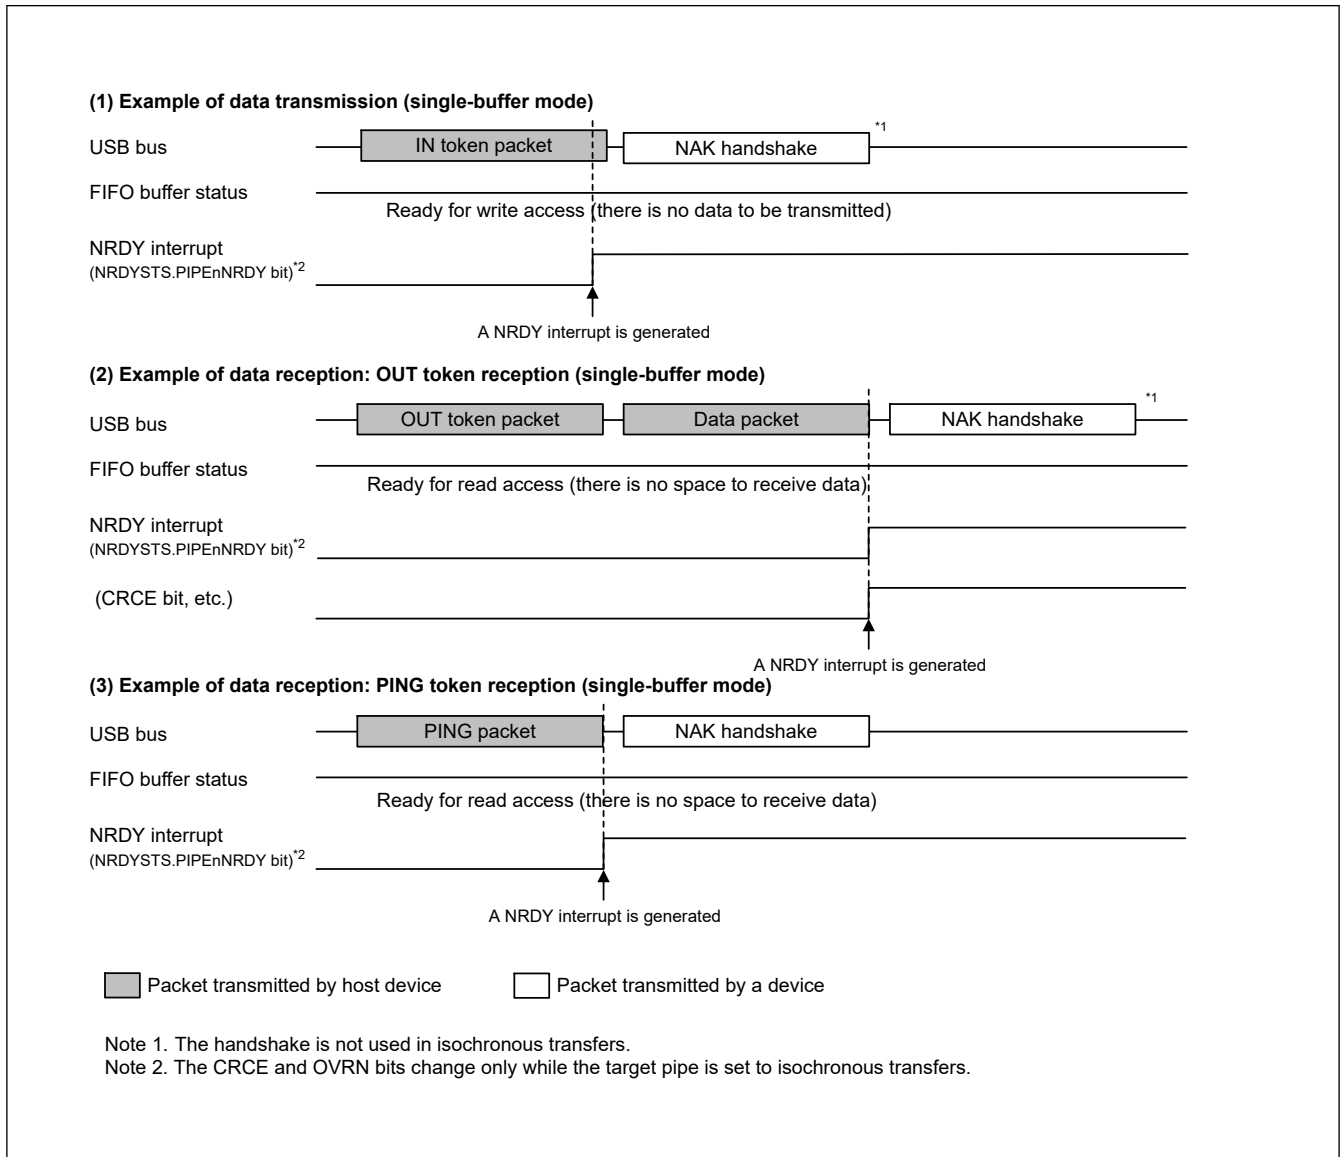 (1) Example of data transmission (single-buffer mode)
USB bus
IN token packet
NAK handshake
*1
FIFO buffer status
Ready for write access (there is no data to be transmitted)
NRDY interrupt
(NRDYSTS.PIPEnNRDY bit)*2
A NRDY interrupt is generated
(2) Example of data reception: OUT token reception (single-buffer mode)
USB bus
OUT token packet
Data packet
NAK handshake
*1
FIFO buffer status
Ready for read access (there is no space to receive data)
NRDY interrupt
(NRDYSTS.PIPEnNRDY bit)*2
(CRCE bit, etc.)
A NRDY interrupt is generated
(3) Example of data reception: PING token reception (single-buffer mode)
USB bus
PING packet
NAK handshake
FIFO buffer status
Ready for read access (there is no space to receive data)
NRDY interrupt
(NRDYSTS.PIPEnNRDY bit)*2
A NRDY interrupt is generated
Packet transmitted by host device
Packet transmitted by a device
Note 1. The handshake is not used in isochronous transfers.
Note 2. The CRCE and OVRN bits change only while the target pipe is set to isochronous transfers.